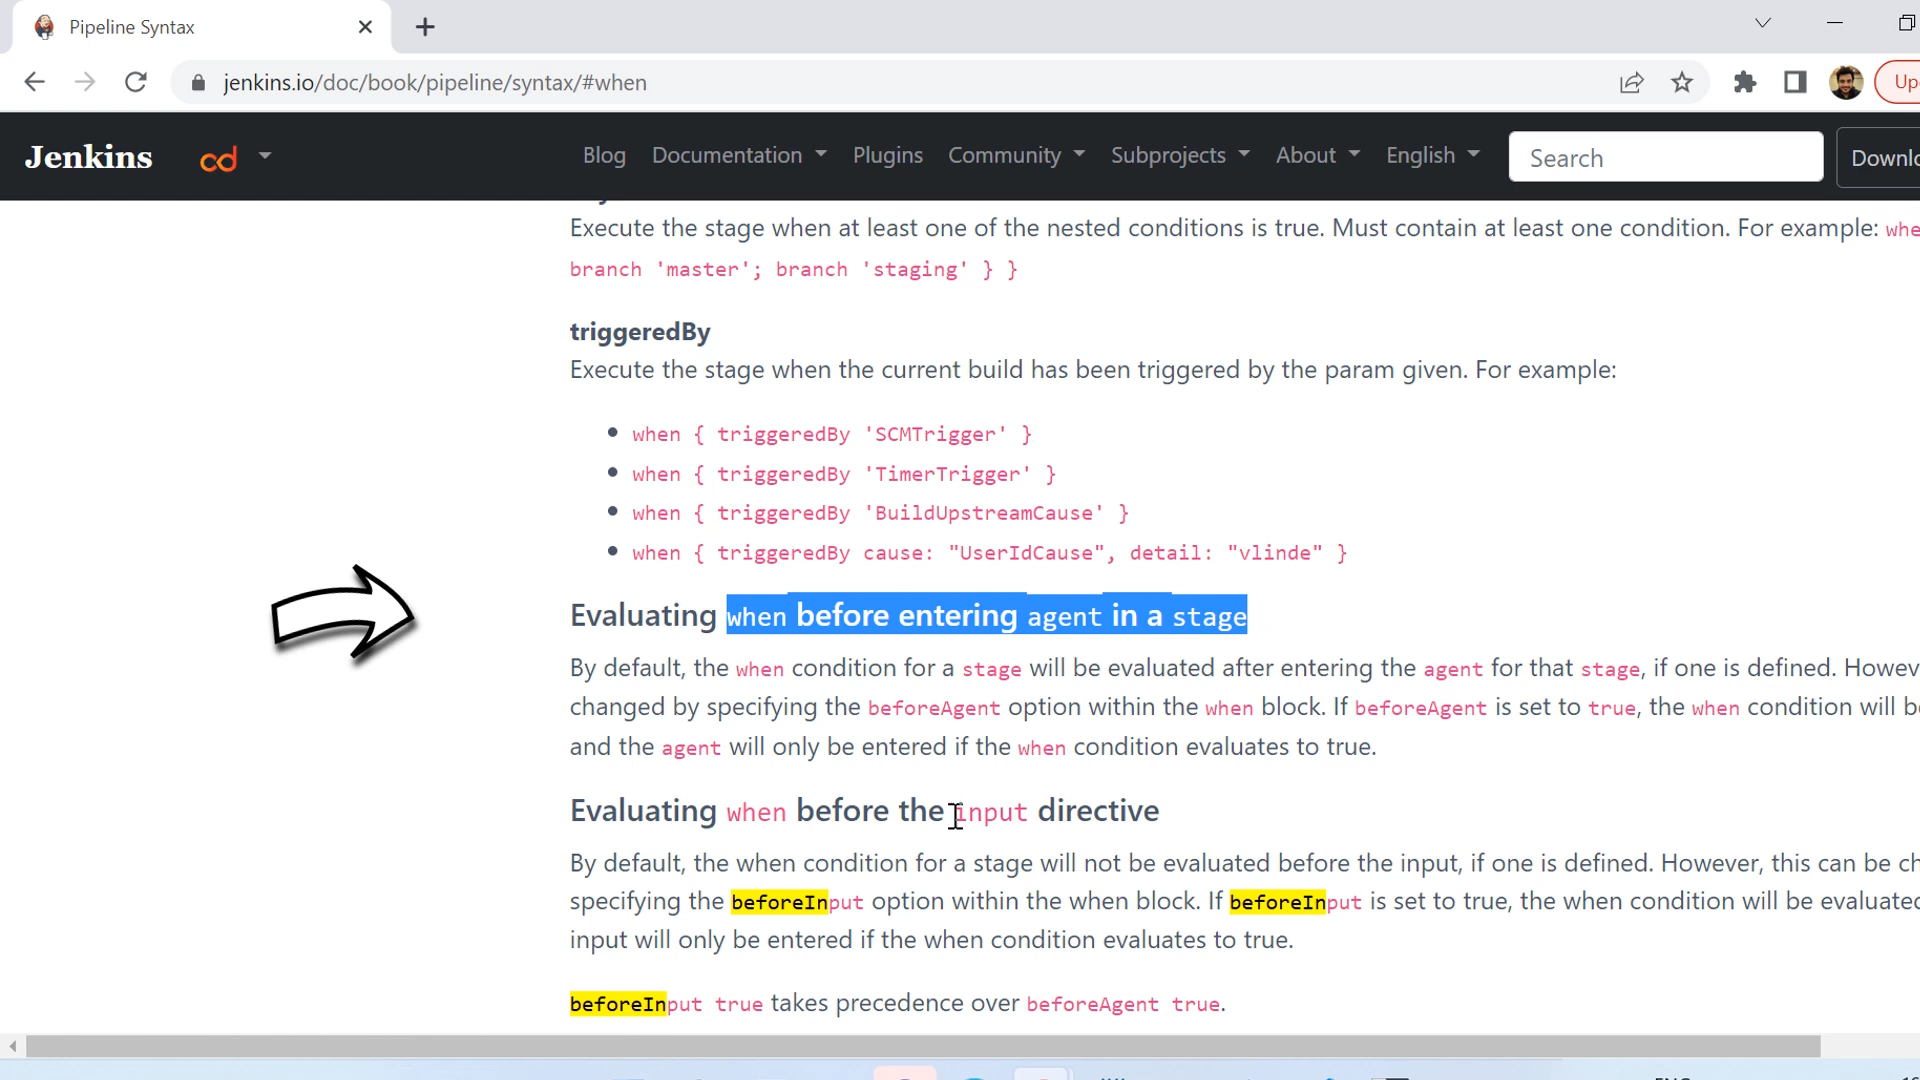 Pipeline Syntax
jenkins.io/doc/book/pipeline/syntax/#when
Up
Jenkins
cd
Blog
Documentation
Plugins
Community
Subprojects
About
English
Search
Downlo
Execute the stage when at least one of the nested conditions is true. Must contain at least one condition. For example: whe
branch 'master'; branch 'staging' } }
triggeredBy
Execute the stage when the current build has been triggered by the param given. For example:
when { triggeredBy 'SCMTrigger' }
when { triggeredBy 'TimerTrigger' }
when { triggeredBy 'BuildUpstreamCause' }
when { triggeredBy cause: "UserIdCause", detail: "vlinde" }
Evaluating when before entering agent in a stage
By default, the when condition for a stage will be evaluated after entering the agent for that stage, if one is defined. Howev
changed by specifying the beforeAgent option within the when block. If beforeAgent is set to true, the when condition will b
and the agent will only be entered if the when condition evaluates to true.
Evaluating when before the input directive
By default, the when condition for a stage will not be evaluated before the input, if one is defined. However, this can be ch
specifying the beforeInput option within the when block. If beforeInput is set to true, the when condition will be evaluated
input will only be entered if the when condition evaluates to true.
beforeInput true takes precedence over beforeAgent true.